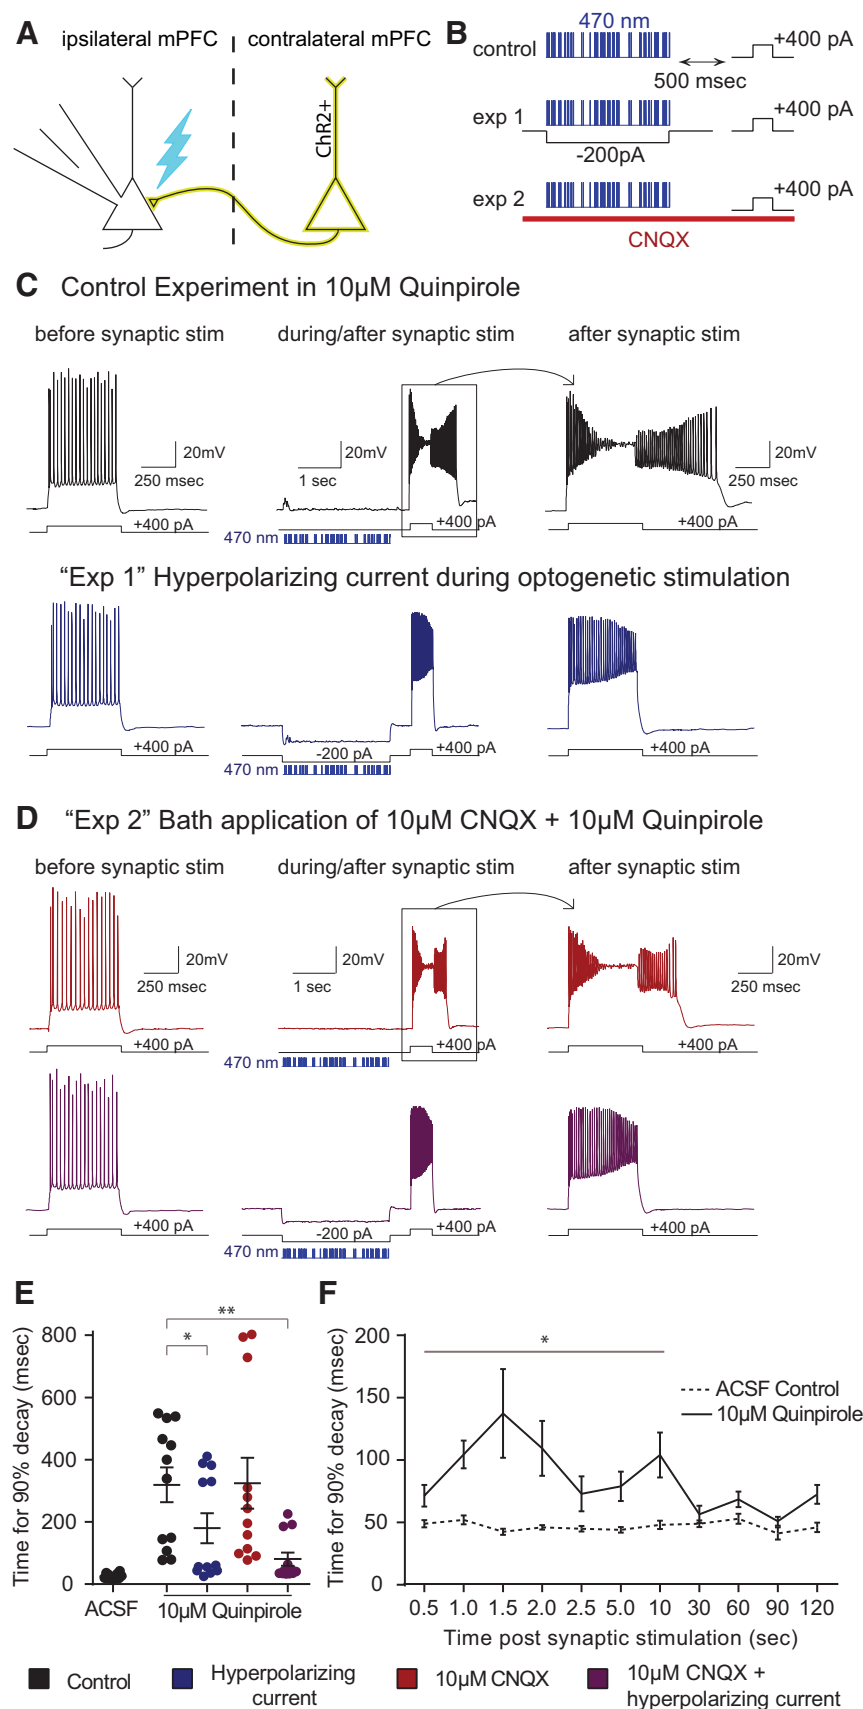 A
ipsilateral mPFC
contralateral mPFC
ChR2+
B
470 nm
control
+400 pA
500 msec
exp 1
+400 pA
-200pA
exp 2
+400 pA
CNQX
C Control Experiment in 10µM Quinpirole
before synaptic stim
during/after synaptic stim
after synaptic stim
20mV
250 msec
20mV
1 sec
20mV
250 msec
+400 pA
+400 pA
+400 pA
470 nm
"Exp 1" Hyperpolarizing current during optogenetic stimulation
+400 pA
-200 pA
+400 pA
+400 pA
470 nm
D "Exp 2" Bath application of 10µM CNQX + 10µM Quinpirole
before synaptic stim
during/after synaptic stim
after synaptic stim
20mV
250 msec
20mV
1 sec
20mV
250 msec
+400 pA
+400 pA
+400 pA
470 nm
+400 pA
-200 pA
+400 pA
+400 pA
470 nm
E
Time for 90% decay (msec)
800
600
400
200
0
*
**
ACSF
10µM Quinpirole
F
Time for 90% decay (msec)
200
150
100
50
0
*
ACSF Control
10µM Quinpirole
0.5 1.0 1.5 2.0 2.5 5.0 10 30 60 90 120
Time post synaptic stimulation (sec)
Control
Hyperpolarizing
current
10µM CNQX
10µM CNQX +
hyperpolarizing current